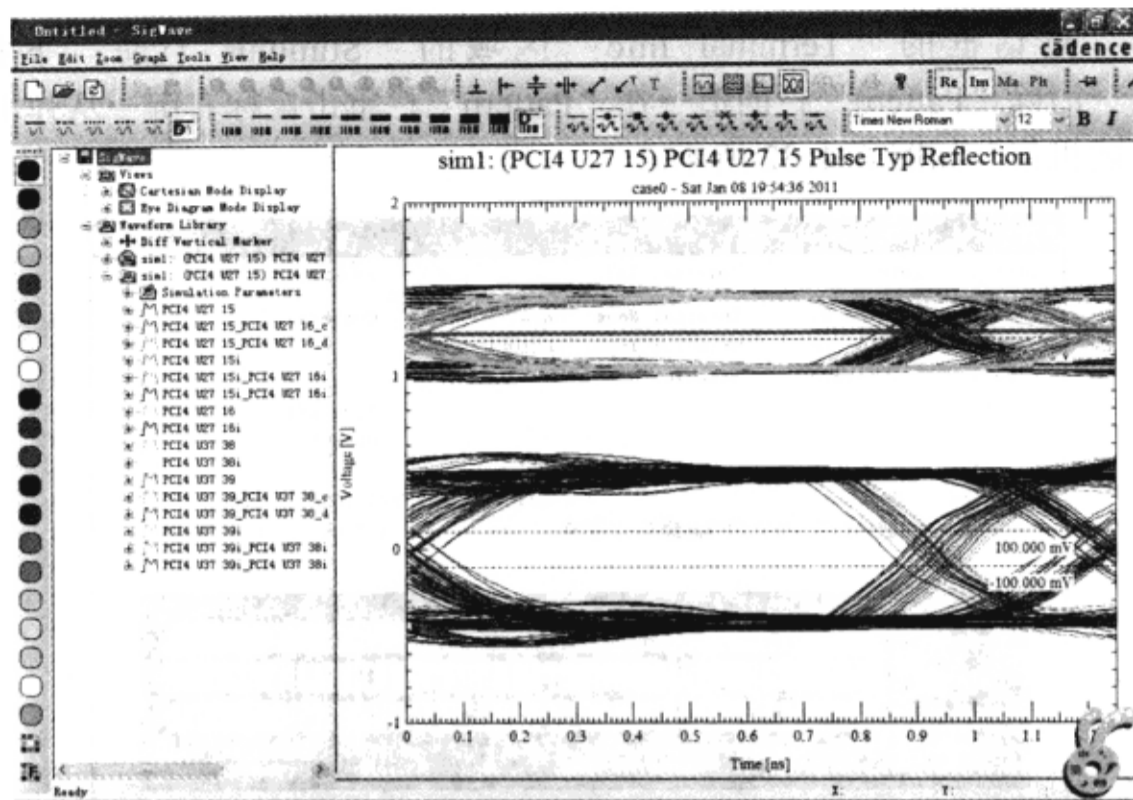 Untitled - SigWave
File Edit Zoom Graph Tools View Help
cādence
T
Re Im Ma Ph
Times New Roman 12 B I
SigWave
Views
Cartesian Mode Display
Eye Diagram Mode Display
Waveform Library
Diff Vertical Marker
sim1: (PCI4 U27 15) PCI4 U27
sim1: (PCI4 U27 15) PCI4 U27
Simulation Parameters
PCI4 U27 15
PCI4 U27 15_PCI4 U27 16_c
PCI4 U27 15_PCI4 U27 16_d
PCI4 U27 15i
PCI4 U27 15i_PCI4 U27 16i
PCI4 U27 15i_PCI4 U27 16i
PCI4 U27 16
PCI4 U27 16i
PCI4 U37 38
PCI4 U37 38i
PCI4 U37 39
PCI4 U37 39_PCI4 U37 38_c
PCI4 U37 39_PCI4 U37 38_d
PCI4 U37 39i
PCI4 U37 39i_PCI4 U37 38i
PCI4 U37 39i_PCI4 U37 38i
sim1: (PCI4 U27 15) PCI4 U27 15 Pulse Typ Reflection
case0 - Sat Jan 08 19:54:36 2011
2
1
0
-1
Voltage [V]
100.000 mV
-100.000 mV
0 0.1 0.2 0.3 0.4 0.5 0.6 0.7 0.8 0.9 1 1.1
Time [ns]
Ready
X: Y: